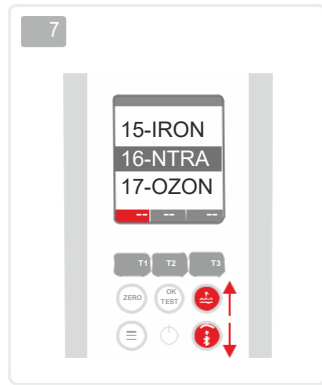 7
15-IRON
16-NTRA
17-OZON
-- -- --
T1 T2 T3
ZERO OK TEST